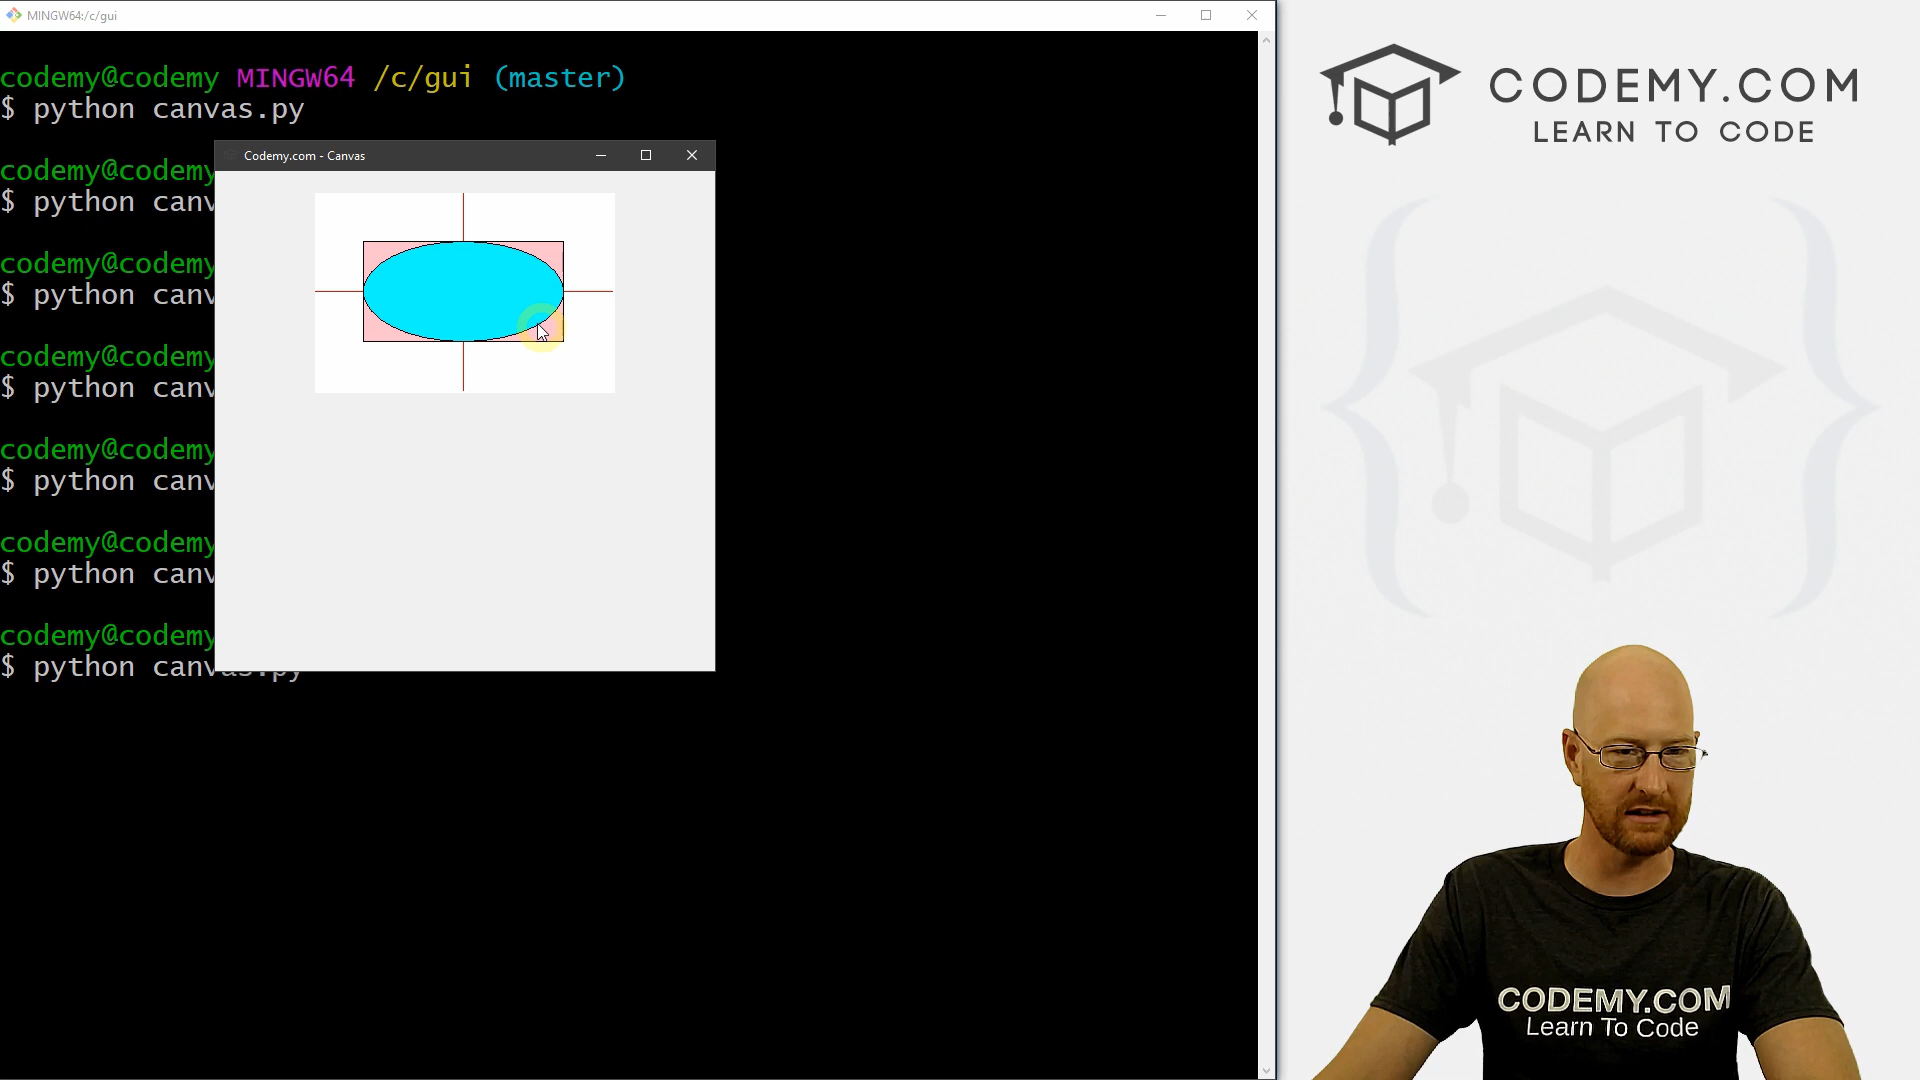 MINGW64:/c/gui
codemy@codemy MINGW64 /c/gui (master)
$ python canvas.py
Codemy.com - Canvas
codemy@codemy
$ python canv
codemy@codemy
$ python canv
codemy@codemy
$ python canv
codemy@codemy
$ python canv
codemy@codemy
$ python canv
codemy@codemy
$ python canvas.py
CODEMY.COM
LEARN TO CODE
CODEMY.COM
Learn To Code